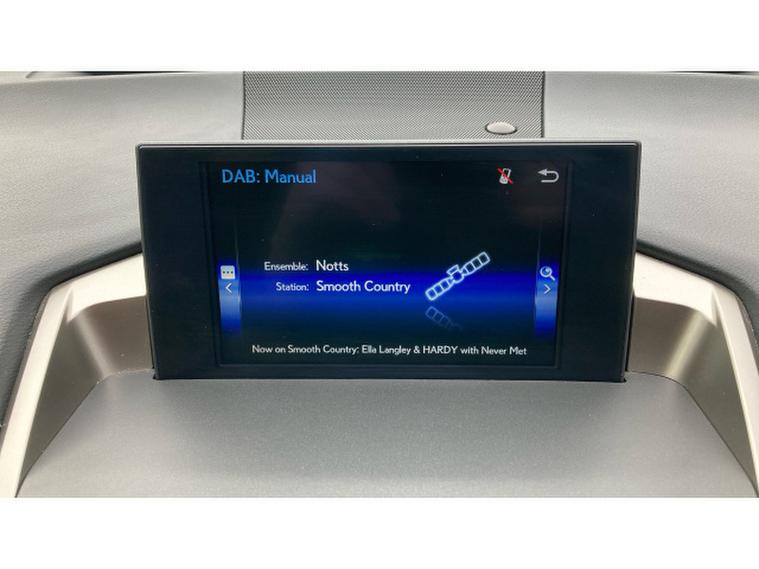 DAB: Manual
Ensemble: Notts
Station: Smooth Country
Now on Smooth Country: Ella Langley & HARDY with Never Met